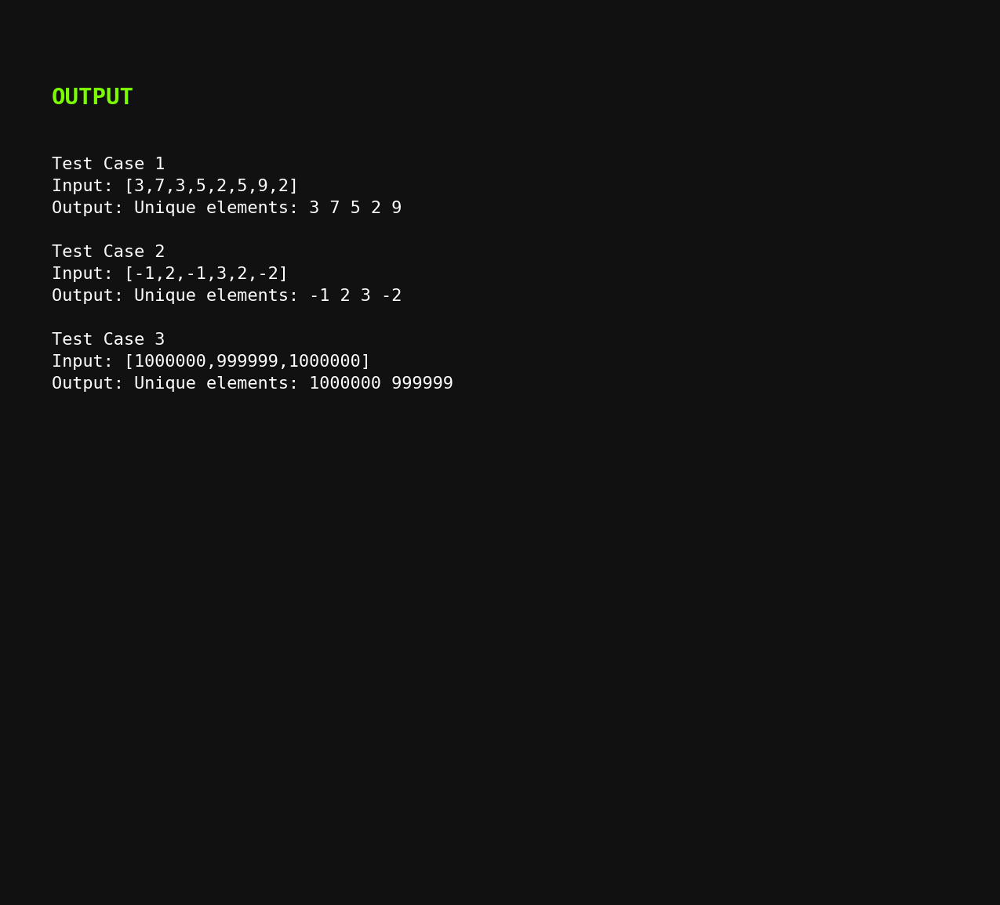 OUTPUT
Test Case 1
Input: [3,7,3,5,2,5,9,2]
Output: Unique elements: 3 7 5 2 9
Test Case 2
Input: [-1,2,-1,3,2,-2]
Output: Unique elements: -1 2 3 -2
Test Case 3
Input: [1000000,999999,1000000]
Output: Unique elements: 1000000 999999